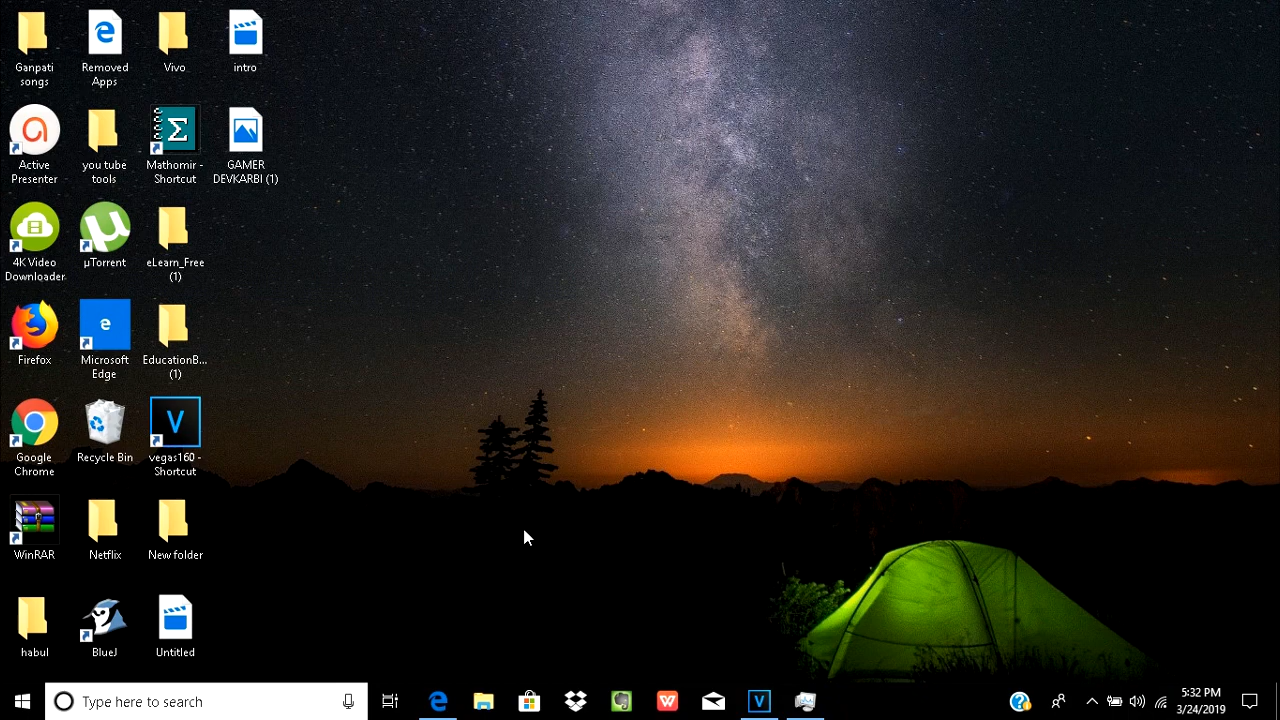 Ganpati
songs
Removed
Apps
Vivo
intro
Active
Presenter
you tube
tools
Mathomir -
Shortcut
GAMER
DEVKARBI (1)
4K Video
Downloader
µTorrent
eLearn_Free
(1)
Firefox
Microsoft
Edge
EducationB...
(1)
Google
Chrome
Recycle Bin
vegas160 -
Shortcut
WinRAR
Netflix
New folder
habul
BlueJ
Untitled
Type here to search
5:52 PM
3/24/2019